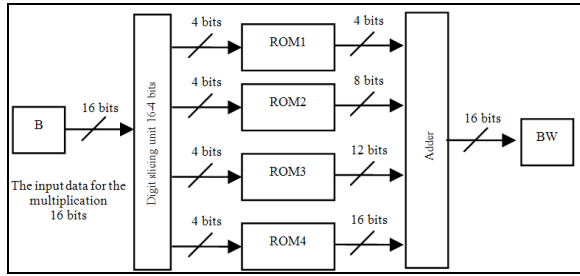 4 bits
ROM1
4 bits
4 bits
ROM2
8 bits
B
16 bits
Digit slicing unit 16-4 bits
Adder
16 bits
BW
4 bits
ROM3
12 bits
The input data for the
multiplication
16 bits
4 bits
ROM4
16 bits